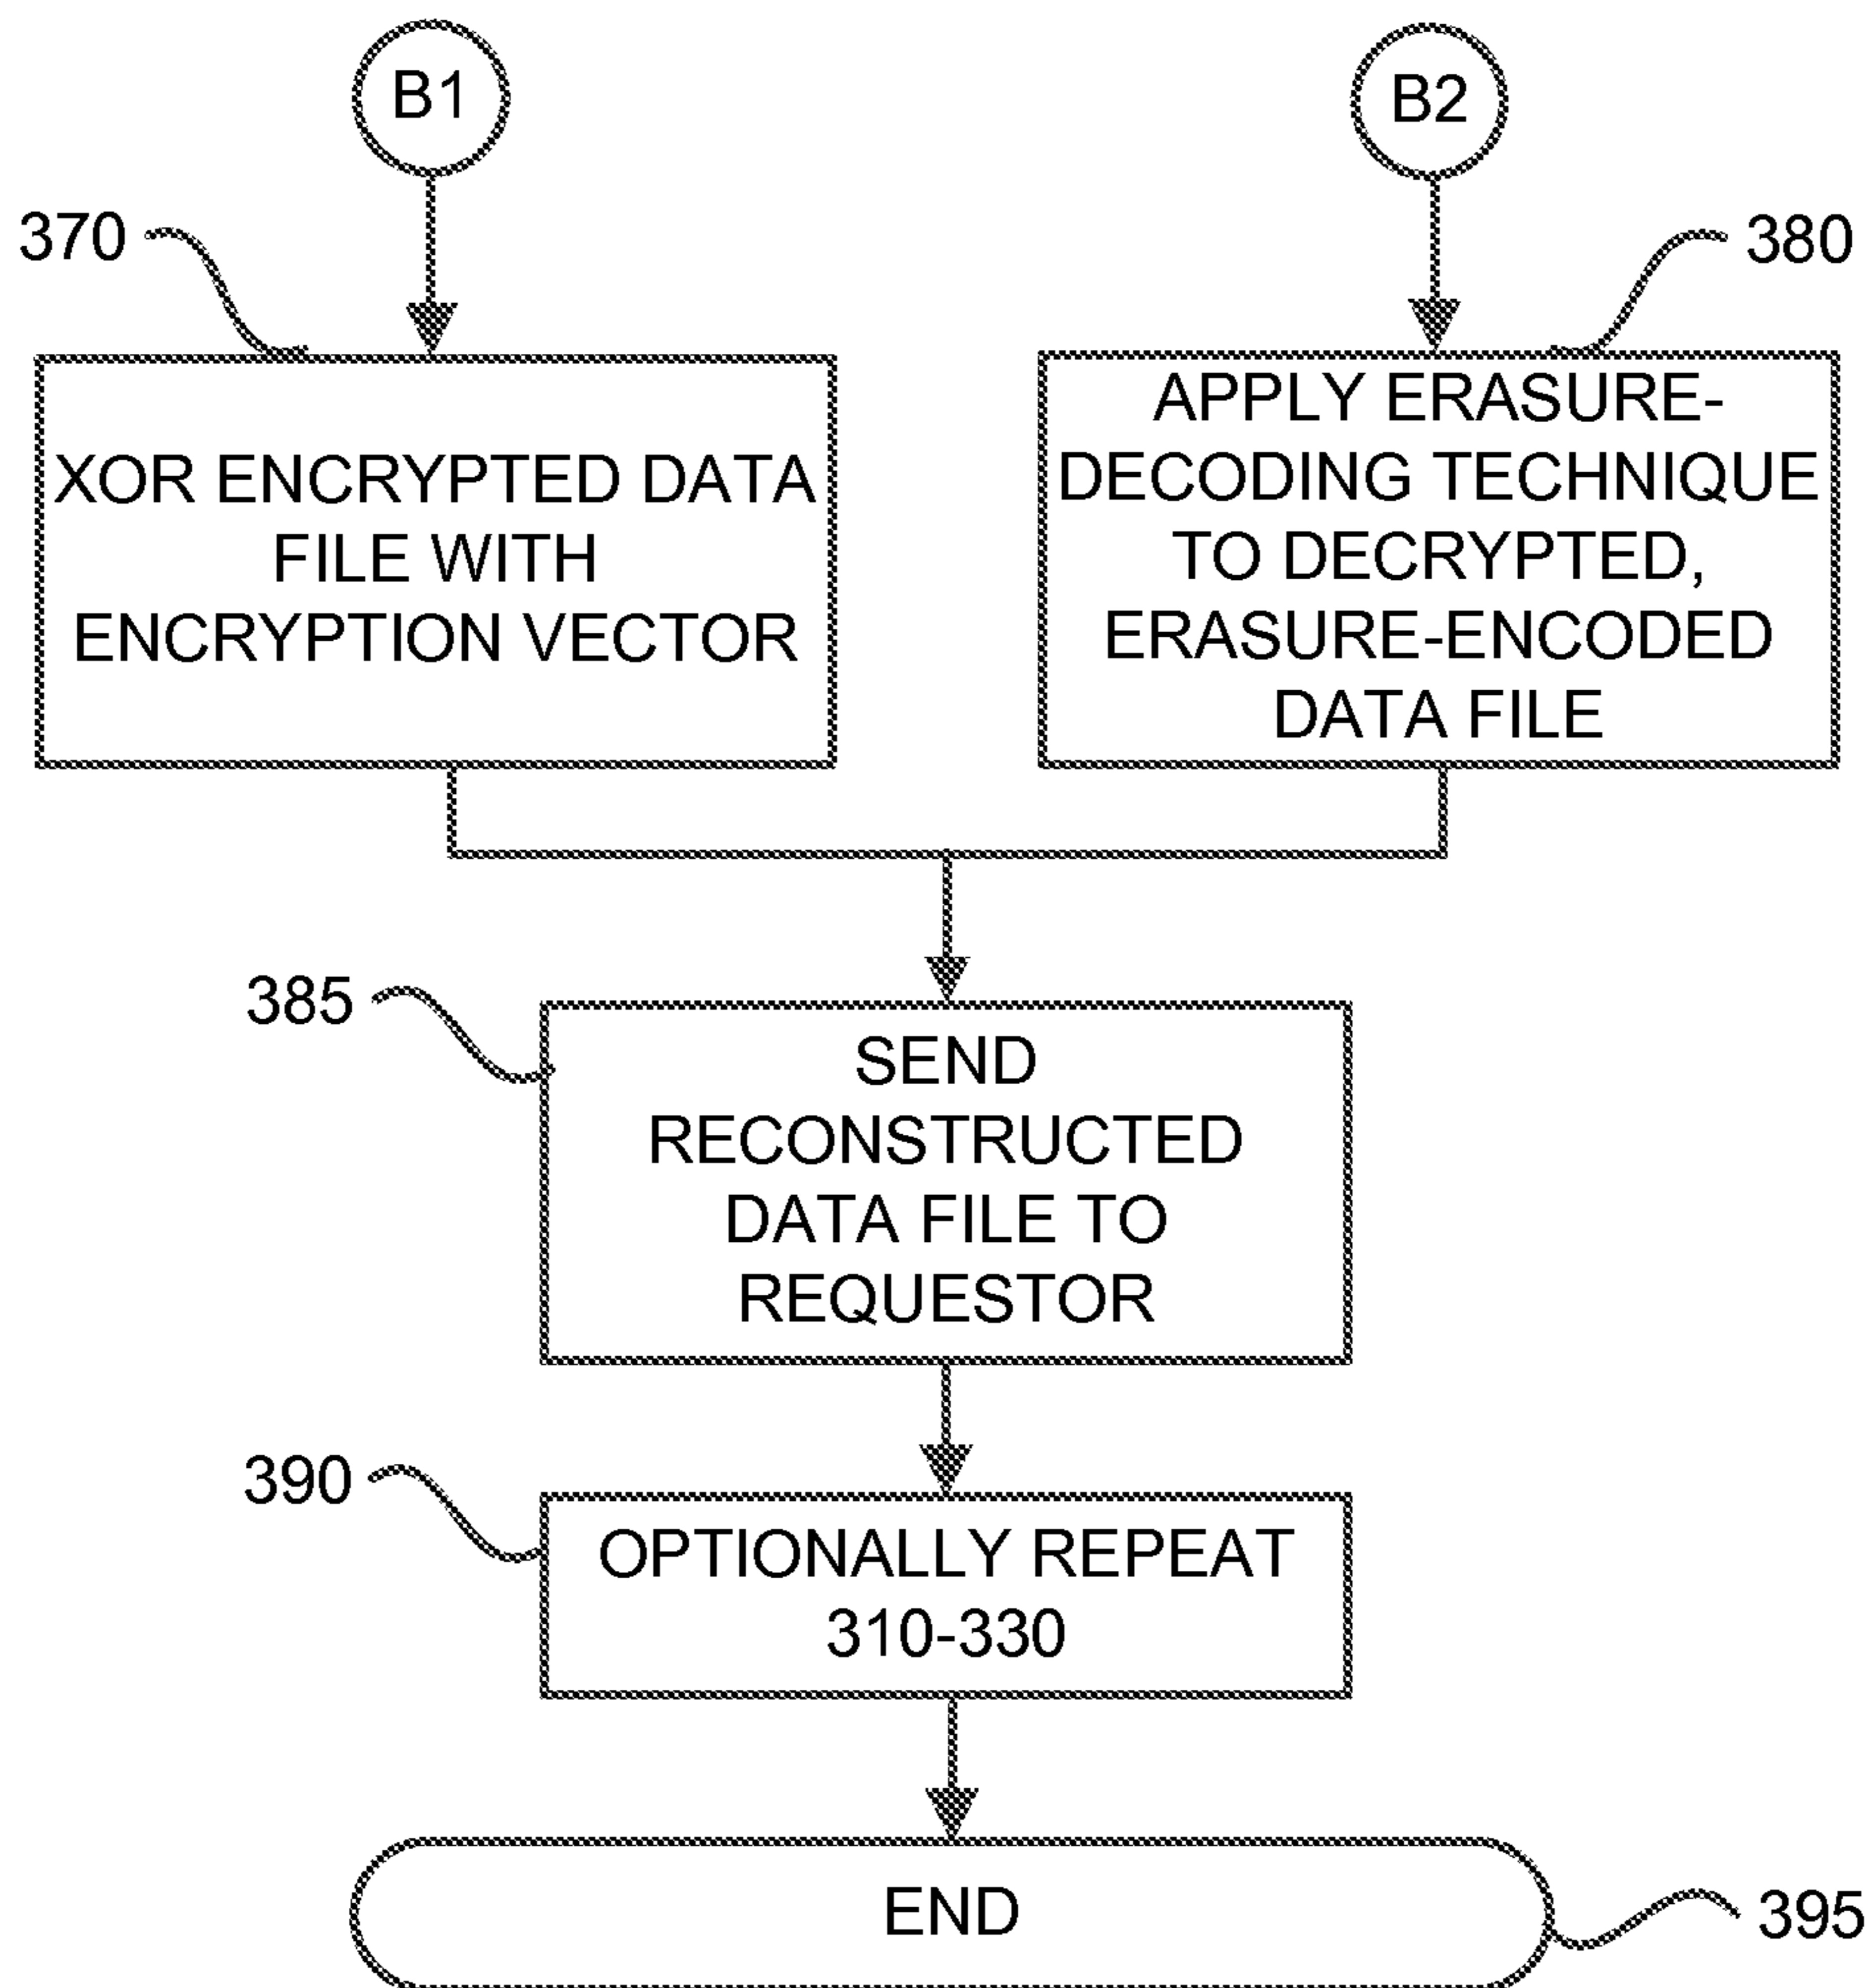 B1
B2
370
380
XOR ENCRYPTED DATA
FILE WITH
ENCRYPTION VECTOR
APPLY ERASURE-
DECODING TECHNIQUE
TO DECRYPTED,
ERASURE-ENCODED
DATA FILE
385
SEND
RECONSTRUCTED
DATA FILE TO
REQUESTOR
390
OPTIONALLY REPEAT
310-330
END
395